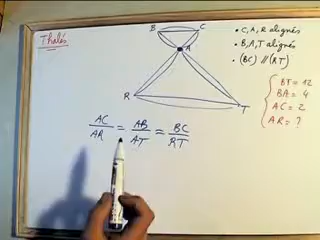 Thalès
B
C
A
R
T
• C, A, R alignés
• B, A, T alignés
• (BC) // (RT)
BT = 12
BA = 4
AC = 2
AR = ?
AC/AR = AB/AT = BC/RT